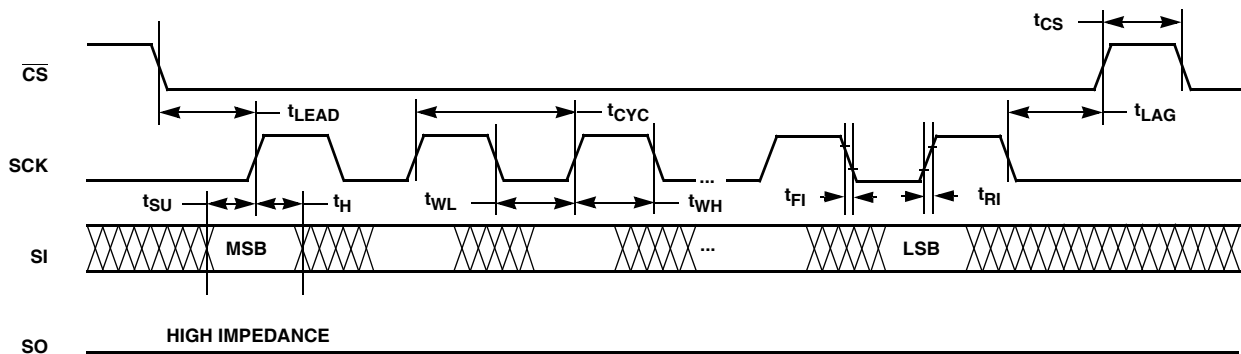 tCS
CS
tLEAD
tCYC
tLAG
SCK
...
tSU
tH
tWL
tWH
tFI
tRI
SI
MSB
...
LSB
HIGH IMPEDANCE
SO